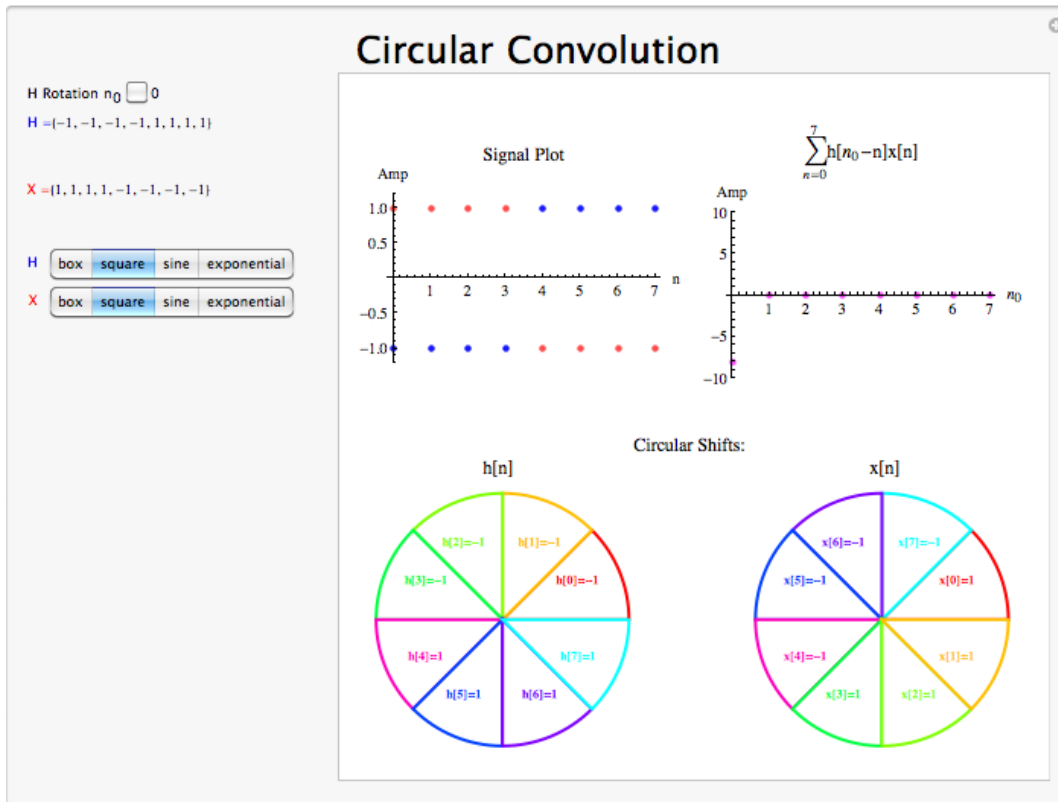 Circular Convolution
H Rotation n₀ 0
H ={-1, -1, -1, -1, 1, 1, 1, 1}
X ={1, 1, 1, 1, -1, -1, -1, -1}
H box square sine exponential
X box square sine exponential
Signal Plot
Amp
1.0
0.5
-0.5
-1.0
1 2 3 4 5 6 7
n
7
∑h[n₀-n]x[n]
n=0
Amp
10
5
-5
-10
1 2 3 4 5 6 7
n₀
Circular Shifts:
h[n]
h[2]=-1 h[1]=-1
h[3]=-1 h[0]=-1
h[4]=1 h[7]=1
h[5]=1 h[6]=1
x[n]
x[6]=-1 x[7]=-1
x[5]=-1 x[0]=1
x[4]=-1 x[1]=1
x[3]=1 x[2]=1